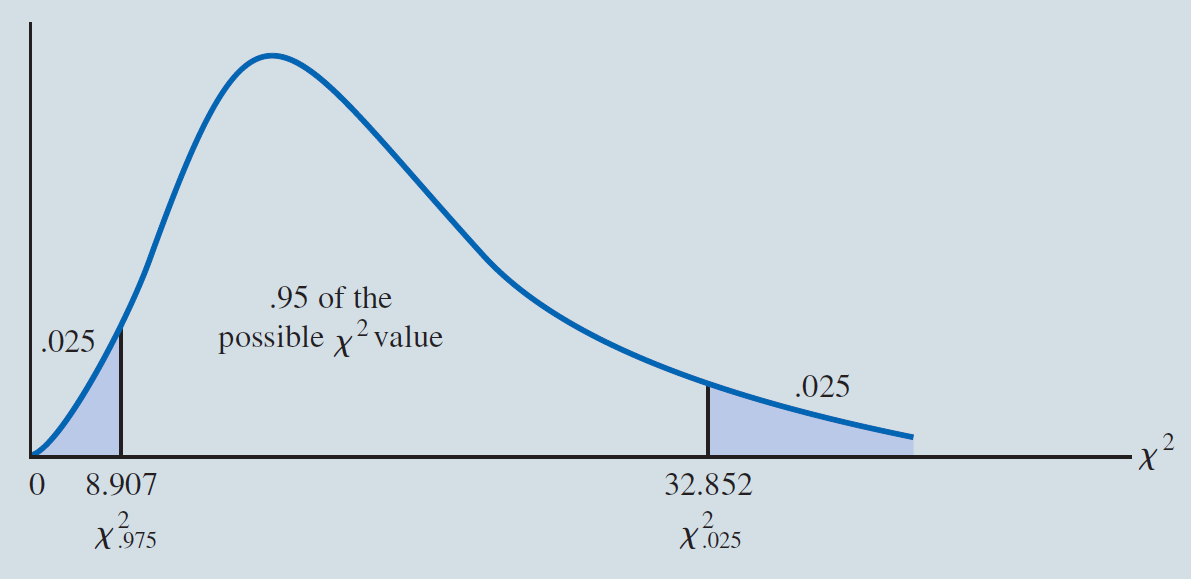 .95 of the
possible χ² value
.025
.025
χ²
0
8.907
32.852
χ².975
χ².025